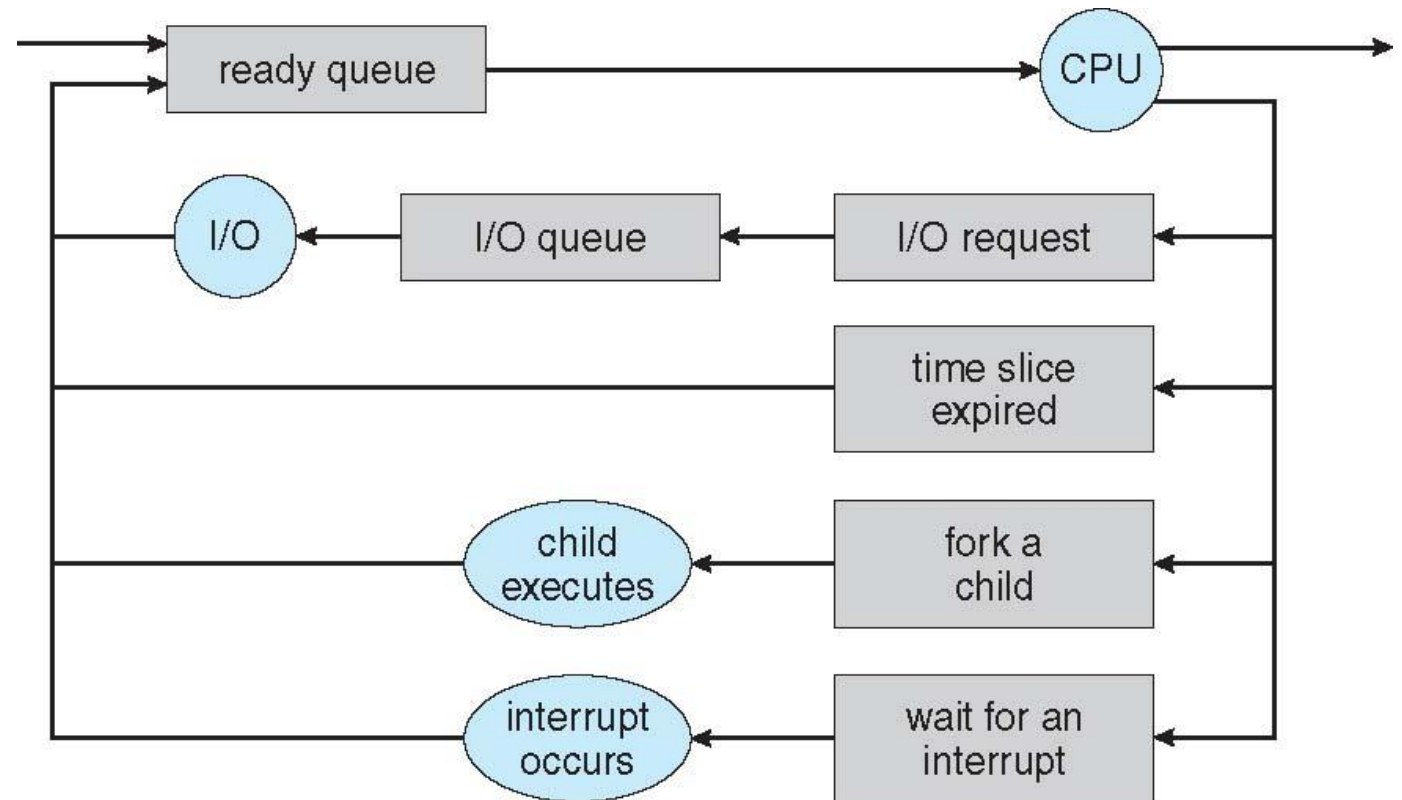 ready queue
CPU
I/O
I/O queue
I/O request
time slice
expired
child
executes
fork a
child
interrupt
occurs
wait for an
interrupt